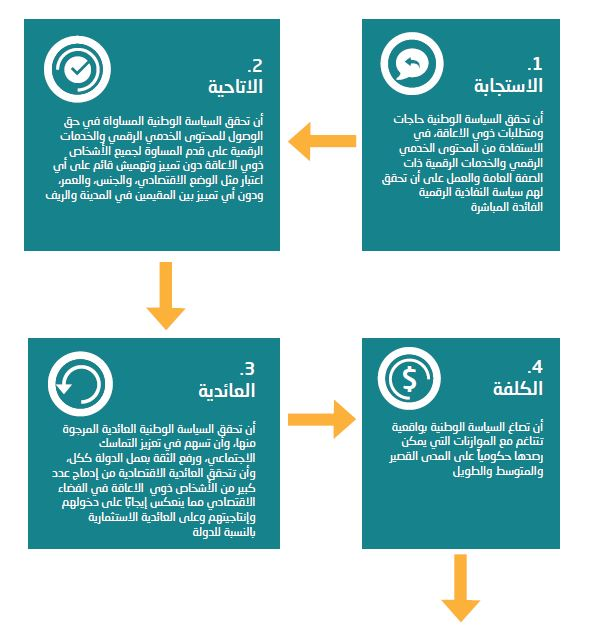 1.
الاستجابة
أن تحقق السياسة الوطنية حاجات
ومتطلبات ذوي الاعاقة، في
الاستفادة من المحتوى الخدمي
الرقمي والخدمات الرقمية ذات
الصفة العامة والعمل على أن تحقق
لهم سياسة النفاذية الرقمية
الفائدة المباشرة
2.
الاتاحية
أن تحقق السياسة الوطنية المساواة في حق
الوصول للمحتوى الخدمي الرقمي والخدمات
الرقمية على قدم المساوة لجميع الأشخاص
ذوي الاعاقة دون تمييز وتهميش قائم على أي
اعتبار مثل الوضع الاقتصادي، والجنس، والعمر،
ودون أي تمييز بين المقيمين في المدينة والريف
3.
العائدية
أن تحقق السياسة الوطنية العائدية المرجوة
منها، وأن تسهم في تعزيز التماسك
الاجتماعي، ورفع الثقة بعمل الدولة ككل،
وأن تتحقق العائدية الاقتصادية من إدماج عدد
كبير من الأشخاص ذوي الاعاقة في الفضاء
الاقتصادي مما ينعكس إيجابًا على دخولهم
وإنتاجيتهم وعلى العائدية الاستثمارية
بالنسبة للدولة
4.
الكلفة
أن تصاغ السياسة الوطنية بواقعية
تتناغم مع الموازنات التي يمكن
رصدها حكومياً على المدى القصير
والمتوسط والطويل